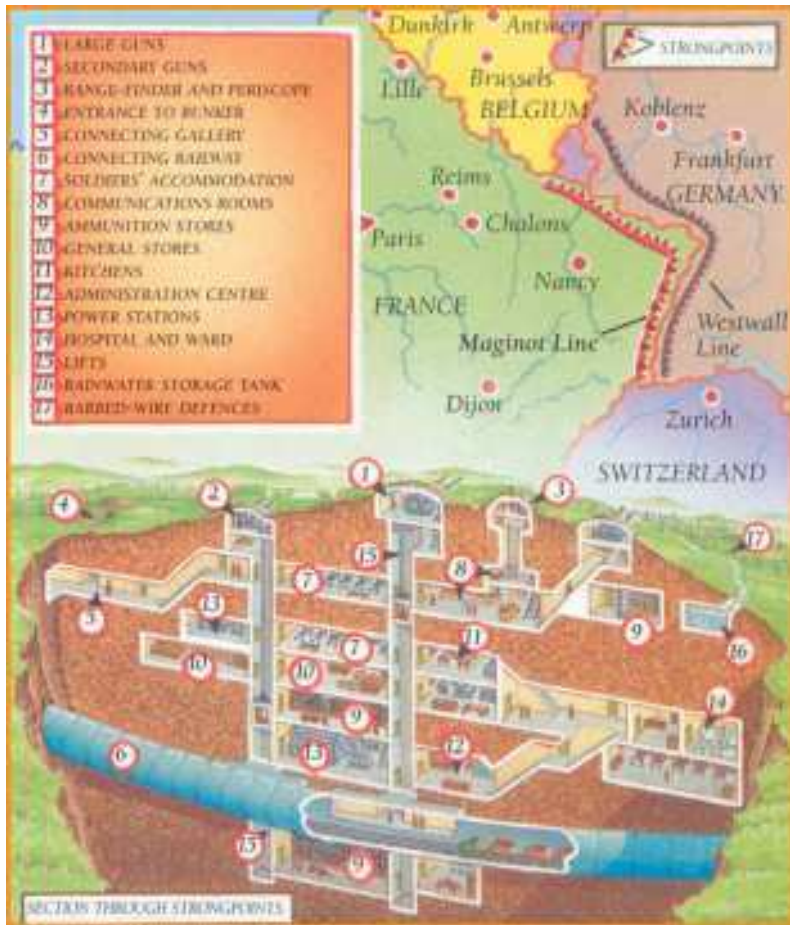 1 LARGE GUNS
2 SECONDARY GUNS
3 RANGE-FINDER AND PERISCOPE
4 ENTRANCE TO BUNKER
5 CONNECTING GALLERY
6 CONNECTING RAILWAY
7 SOLDIERS' ACCOMMODATION
8 COMMUNICATIONS ROOMS
9 AMMUNITION STORES
10 GENERAL STORES
11 KITCHENS
12 ADMINISTRATION CENTRE
13 POWER STATIONS
14 HOSPITAL AND WARD
15 LIFTS
16 RAINWATER STORAGE TANK
17 BARBED-WIRE DEFENCES
Dunkirk
Antwerp
STRONGPOINTS
Lille
Brussels
BELGIUM
Koblenz
Frankfurt
GERMANY
Reims
Paris
Chalons
Nancy
FRANCE
Maginot Line
Westwall
Line
Dijon
Zurich
SWITZERLAND
1
2
3
4
15
17
7
8
5
13
9
16
7
11
10
10
14
9
13
12
6
15
9
SECTION THROUGH STRONGPOINTS